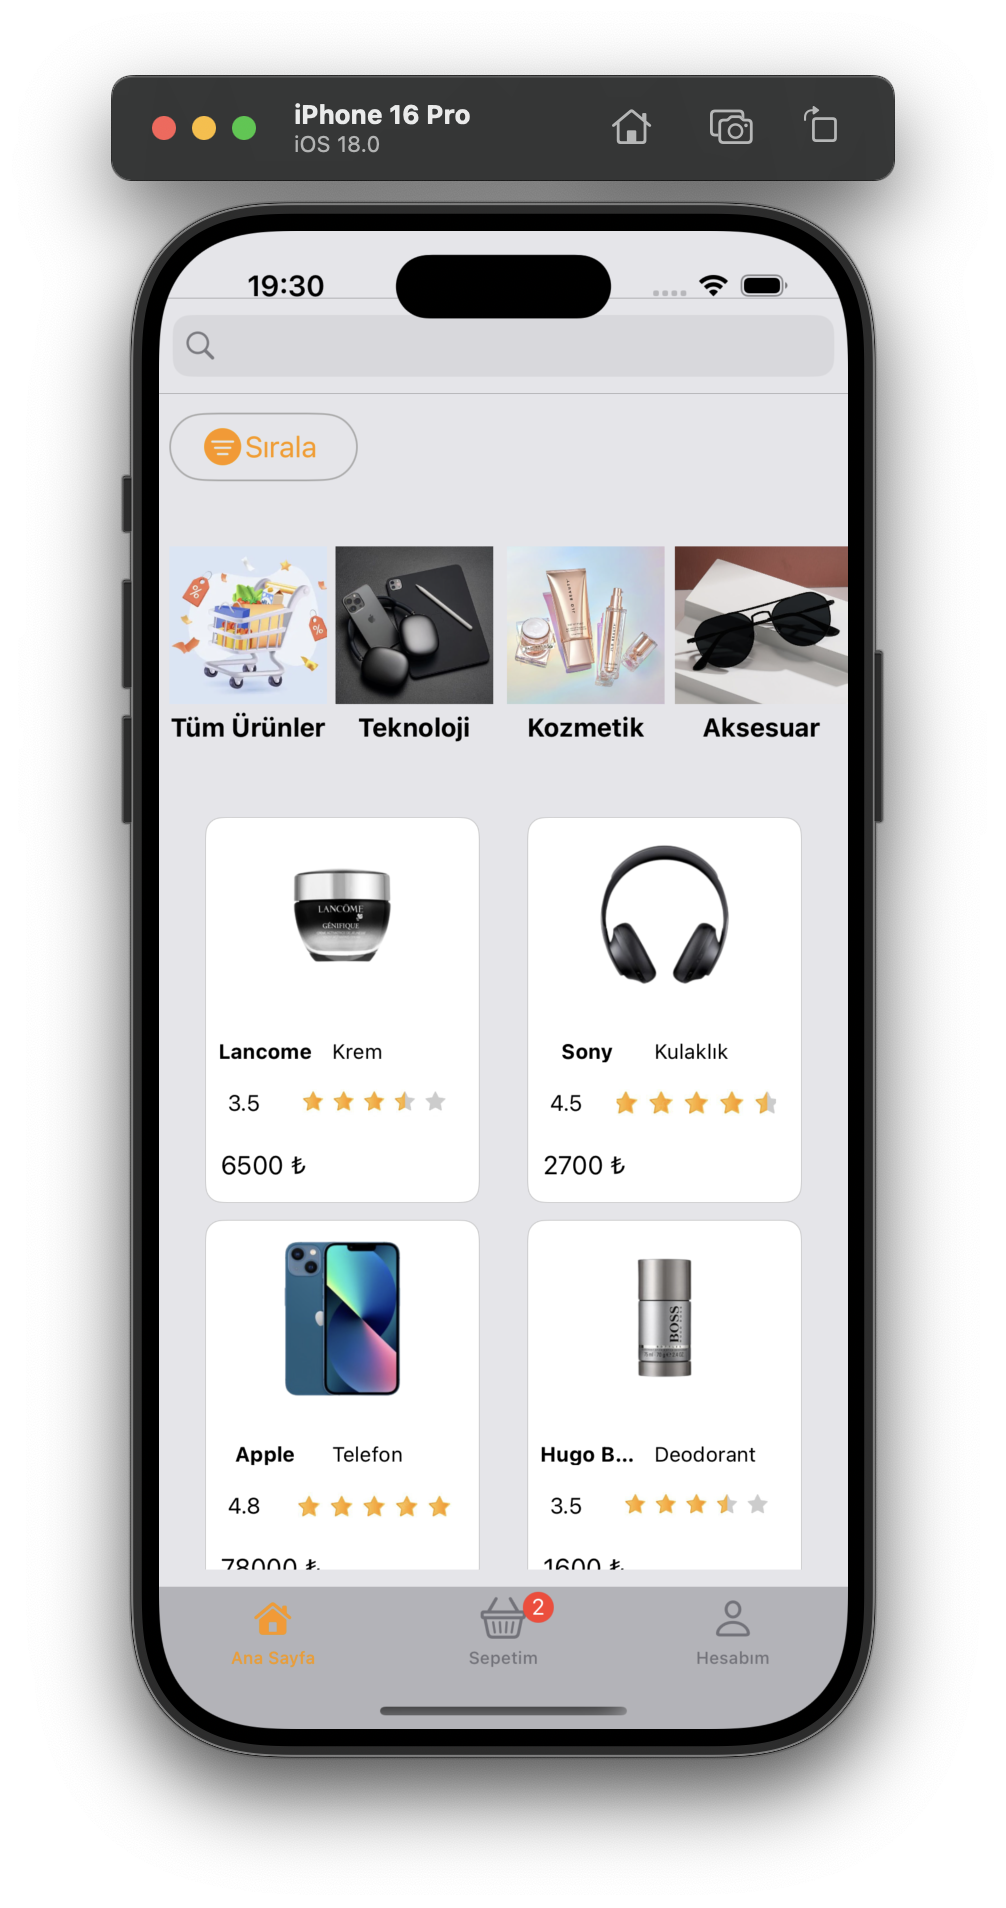 iPhone 16 Pro
iOS 18.0
19:30
Sırala
Tüm Ürünler
Teknoloji
Kozmetik
Aksesuar
LANCÔME
GÉNIFIQUE
Lancome Krem
3.5
6500 ₺
Sony Kulaklık
4.5
2700 ₺
BOSS
Apple Telefon
4.8
78000 ₺
Hugo B... Deodorant
3.5
1600 ₺
2
Ana Sayfa
Sepetim
Hesabım